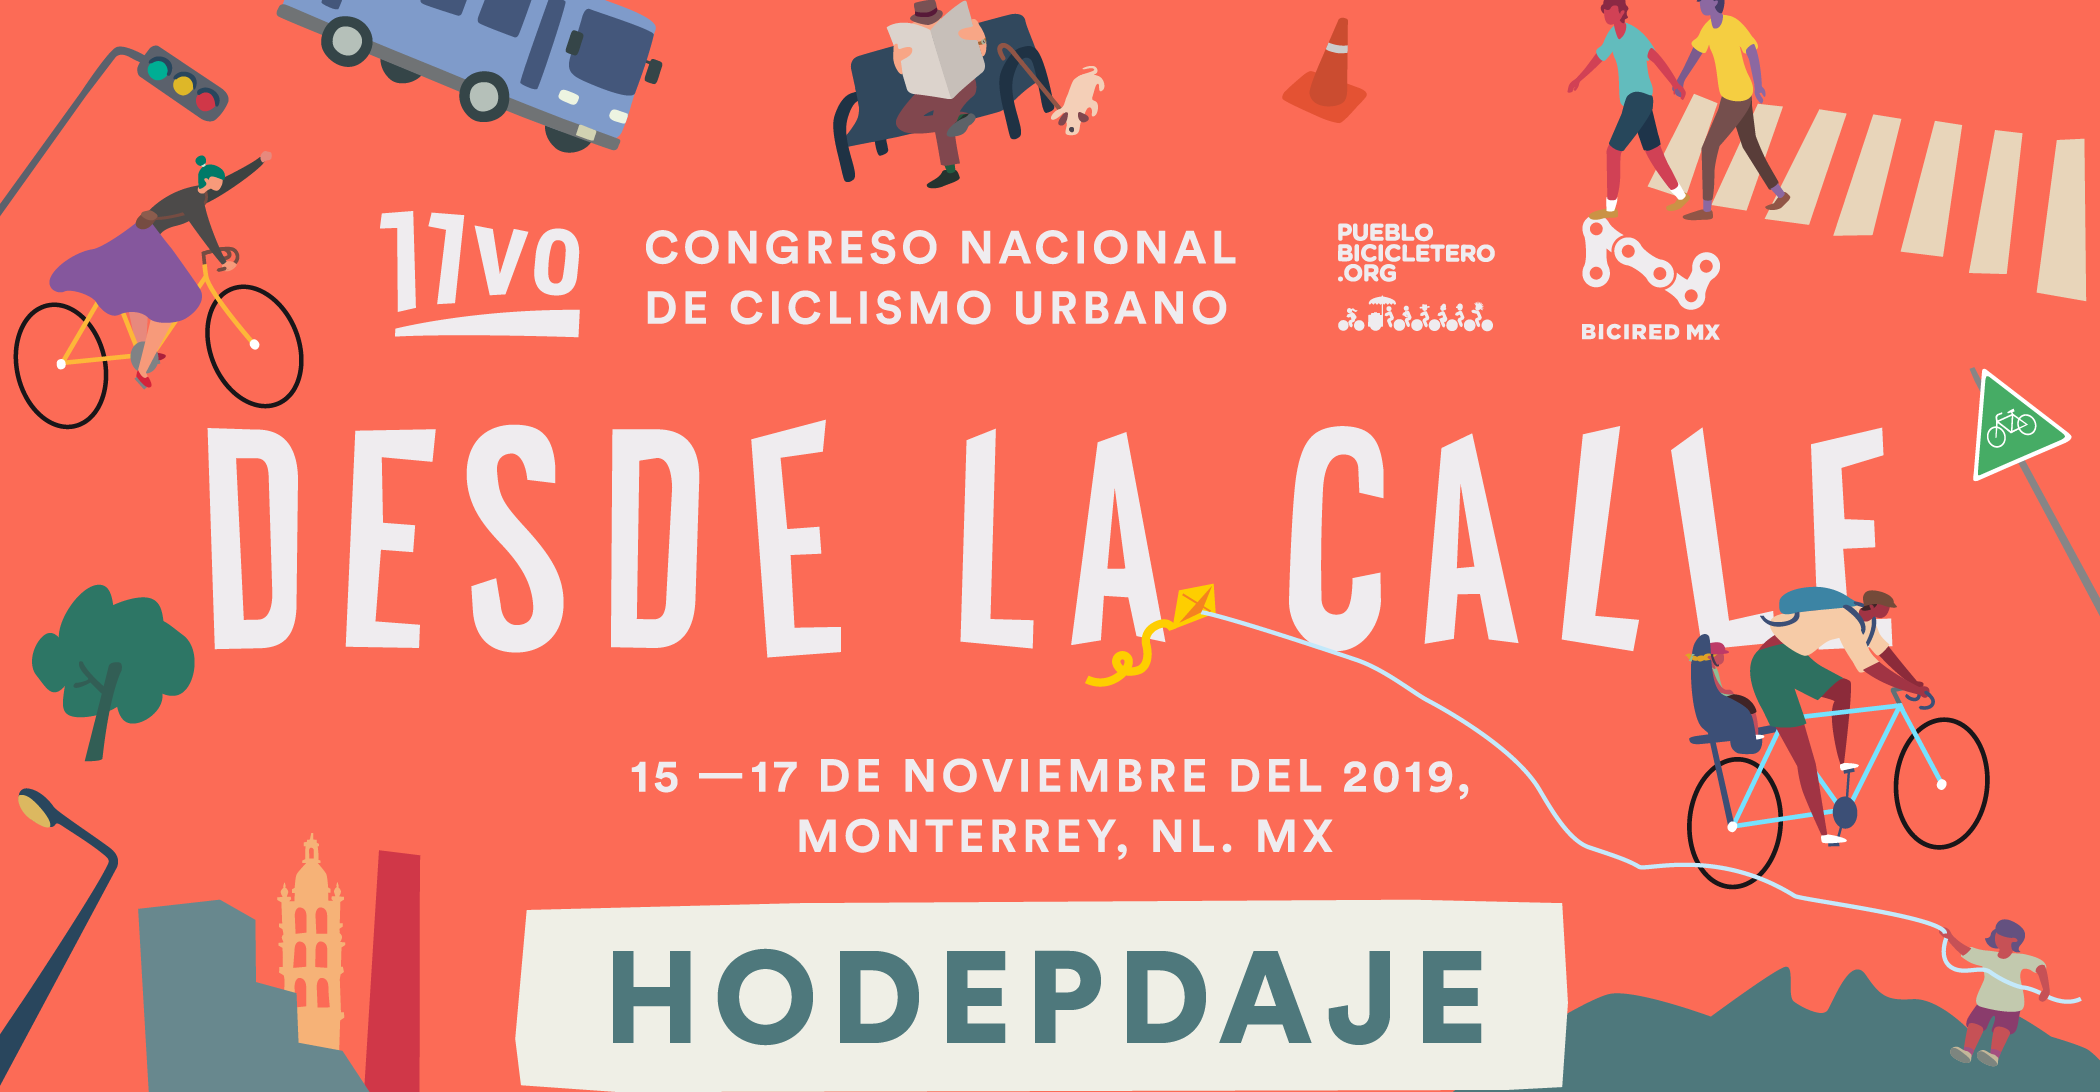 11vo
CONGRESO NACIONAL
DE CICLISMO URBANO
PUEBLO
BICICLETERO
.ORG
BICIRED MX
DESDE LA CALLE
15 —17 DE NOVIEMBRE DEL 2019,
MONTERREY, NL. MX
HODEPDAJE